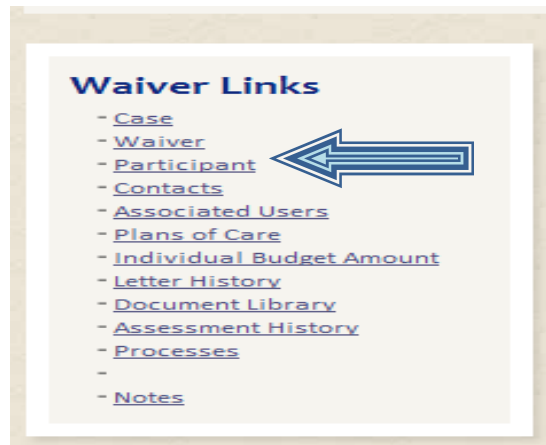 Waiver Links
- Case
- Waiver
- Participant
- Contacts
- Associated Users
- Plans of Care
- Individual Budget Amount
- Letter History
- Document Library
- Assessment History
- Processes
-
- Notes